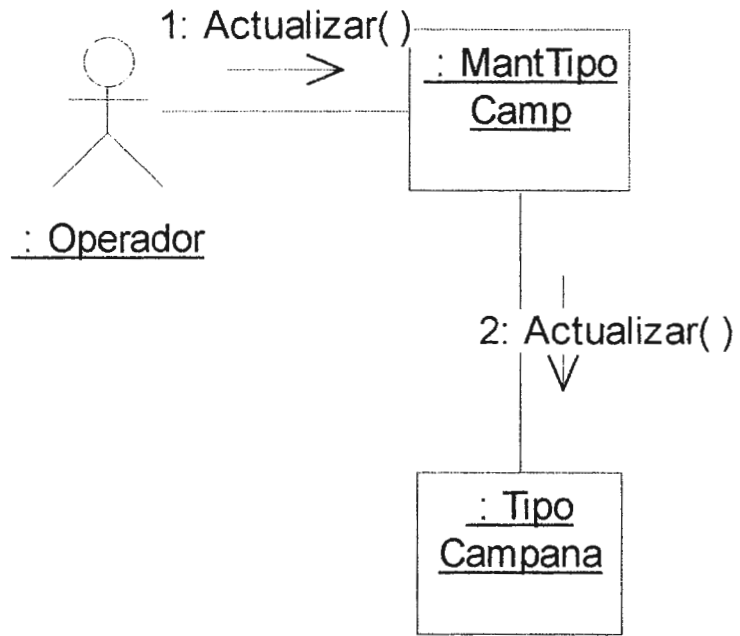 1: Actualizar( )
: MantTipo
Camp
: Operador
2: Actualizar( )
: Tipo
Campana